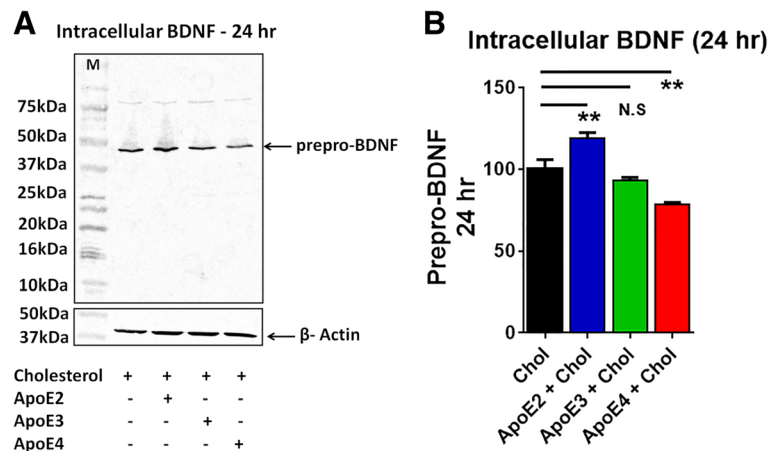 A
Intracellular BDNF - 24 hr
M
75kDa
50kDa
37kDa
25kDa
20kDa
16kDa
10kDa
prepro-BDNF
50kDa
37kDa
β- Actin
Cholesterol + + + +
ApoE2 - + - -
ApoE3 - - + -
ApoE4 - - - +
B
Intracellular BDNF (24 hr)
**
N.S
**
150
100
50
0
Prepro-BDNF
24 hr
Chol
ApoE2 + Chol
ApoE3 + Chol
ApoE4 + Chol